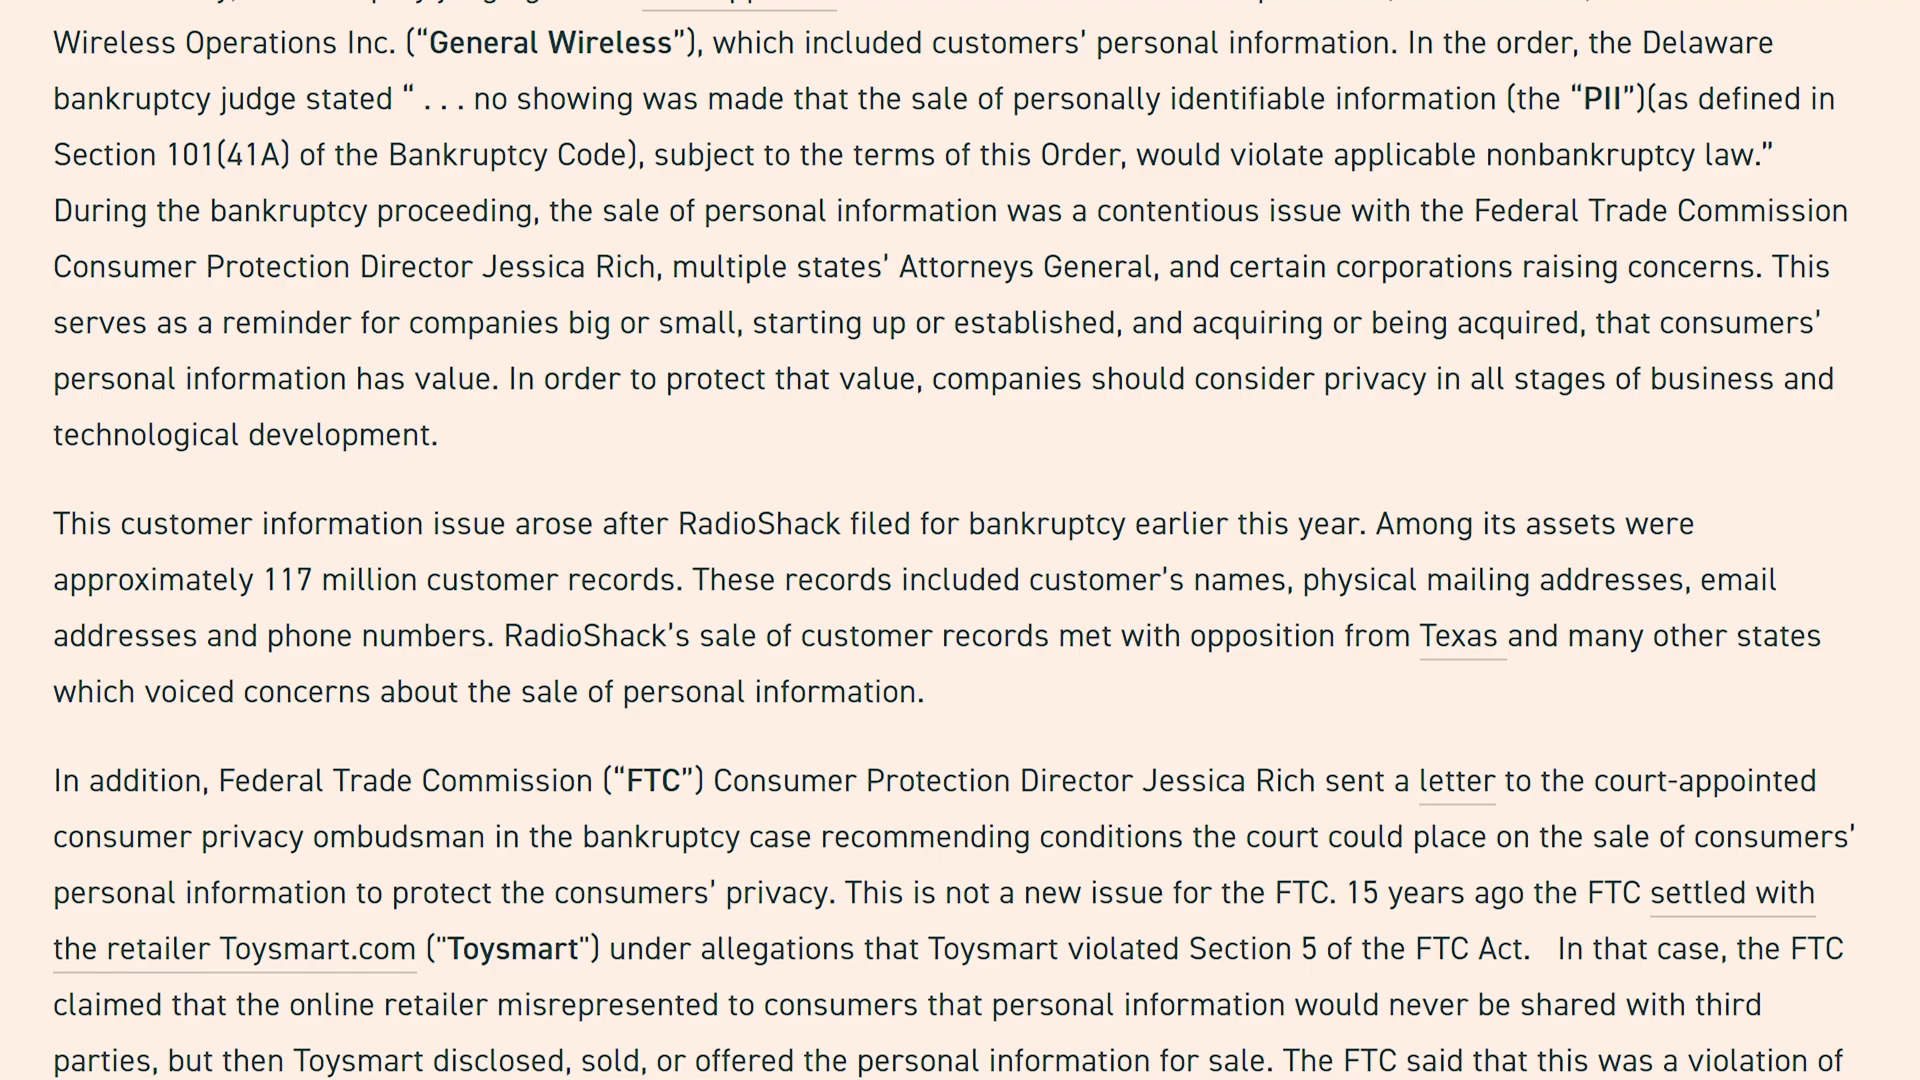 Wireless Operations Inc. (“General Wireless”), which included customers’ personal information. In the order, the Delaware
bankruptcy judge stated “ . . . no showing was made that the sale of personally identifiable information (the “PII”)(as defined in
Section 101(41A) of the Bankruptcy Code), subject to the terms of this Order, would violate applicable nonbankruptcy law.”
During the bankruptcy proceeding, the sale of personal information was a contentious issue with the Federal Trade Commission
Consumer Protection Director Jessica Rich, multiple states’ Attorneys General, and certain corporations raising concerns. This
serves as a reminder for companies big or small, starting up or established, and acquiring or being acquired, that consumers’
personal information has value. In order to protect that value, companies should consider privacy in all stages of business and
technological development.
This customer information issue arose after RadioShack filed for bankruptcy earlier this year. Among its assets were
approximately 117 million customer records. These records included customer’s names, physical mailing addresses, email
addresses and phone numbers. RadioShack’s sale of customer records met with opposition from Texas and many other states
which voiced concerns about the sale of personal information.
In addition, Federal Trade Commission (“FTC”) Consumer Protection Director Jessica Rich sent a letter to the court-appointed
consumer privacy ombudsman in the bankruptcy case recommending conditions the court could place on the sale of consumers’
personal information to protect the consumers’ privacy. This is not a new issue for the FTC. 15 years ago the FTC settled with
the retailer Toysmart.com ("Toysmart") under allegations that Toysmart violated Section 5 of the FTC Act.   In that case, the FTC
claimed that the online retailer misrepresented to consumers that personal information would never be shared with third
parties, but then Toysmart disclosed, sold, or offered the personal information for sale. The FTC said that this was a violation of